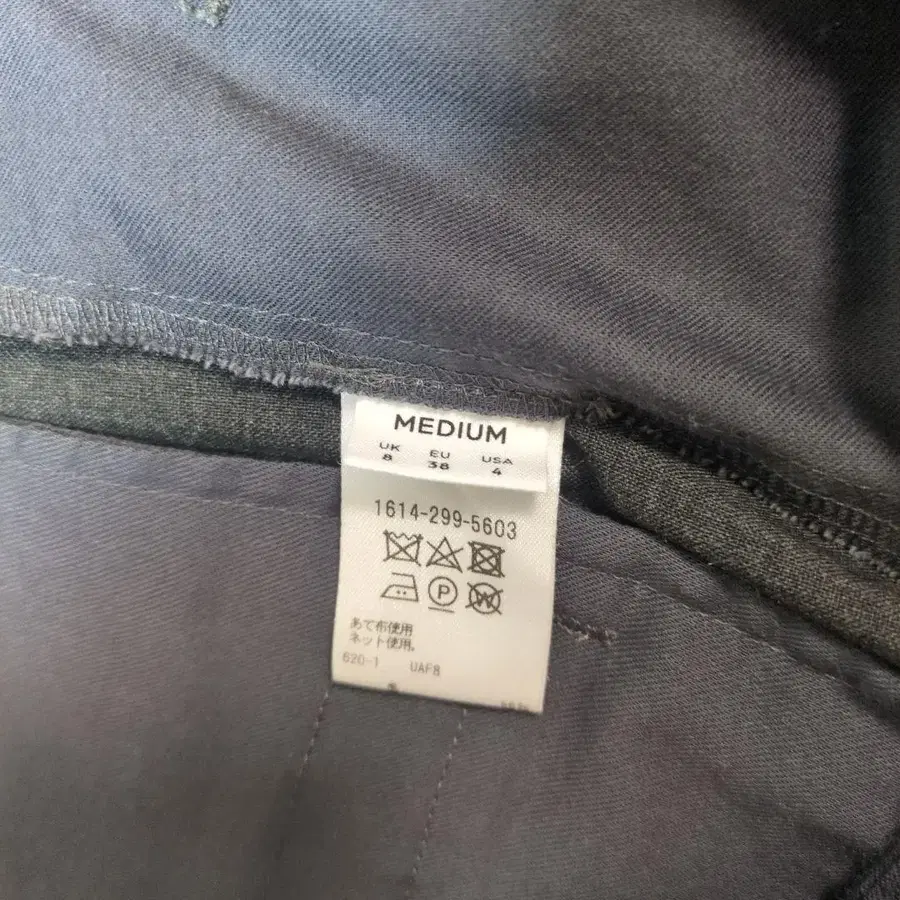 MEDIUM
UK EU USA
8 38 4
1614-299-5603
P W
あて布使用
ネット使用.
620-1 UAF8